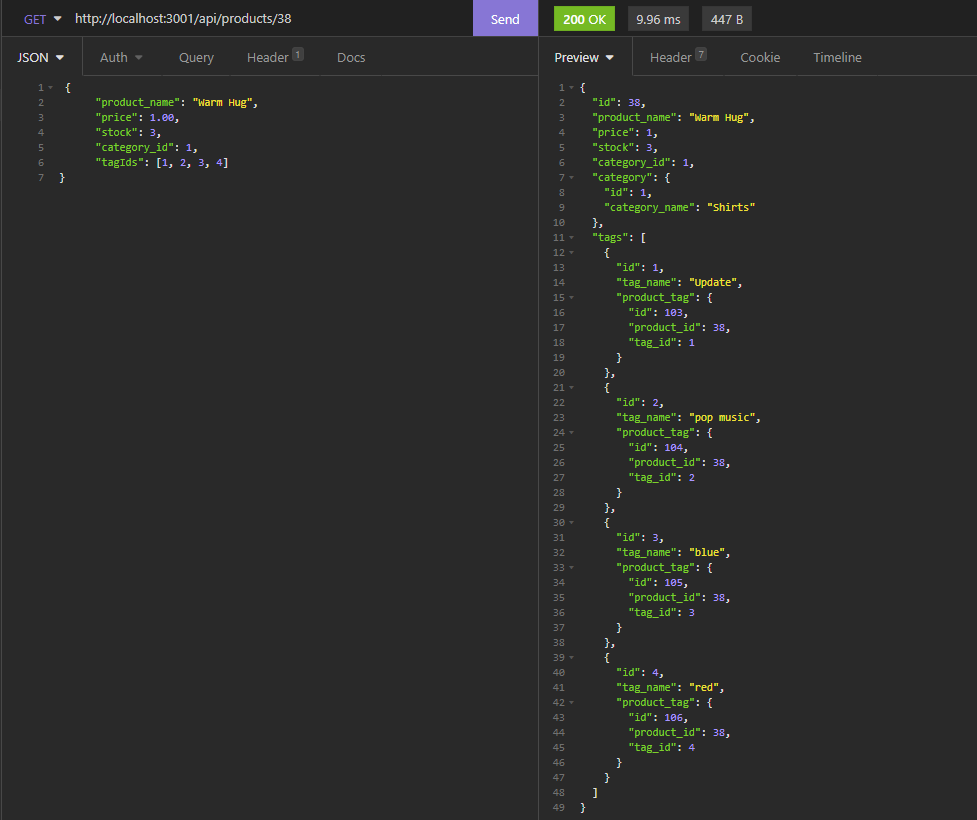 GET http://localhost:3001/api/products/38 Send 200 OK 9.96 ms 447 B
JSON Auth Query Header 1 Docs Preview Header 7 Cookie Timeline
1 {
2 "product_name": "Warm Hug",
3 "price": 1.00,
4 "stock": 3,
5 "category_id": 1,
6 "tagIds": [1, 2, 3, 4]
7 }
1 {
2 "id": 38,
3 "product_name": "Warm Hug",
4 "price": 1,
5 "stock": 3,
6 "category_id": 1,
7 "category": {
8 "id": 1,
9 "category_name": "Shirts"
10 },
11 "tags": [
12 {
13 "id": 1,
14 "tag_name": "Update",
15 "product_tag": {
16 "id": 103,
17 "product_id": 38,
18 "tag_id": 1
19 }
20 },
21 {
22 "id": 2,
23 "tag_name": "pop music",
24 "product_tag": {
25 "id": 104,
26 "product_id": 38,
27 "tag_id": 2
28 }
29 },
30 {
31 "id": 3,
32 "tag_name": "blue",
33 "product_tag": {
34 "id": 105,
35 "product_id": 38,
36 "tag_id": 3
37 }
38 },
39 {
40 "id": 4,
41 "tag_name": "red",
42 "product_tag": {
43 "id": 106,
44 "product_id": 38,
45 "tag_id": 4
46 }
47 }
48 ]
49 }